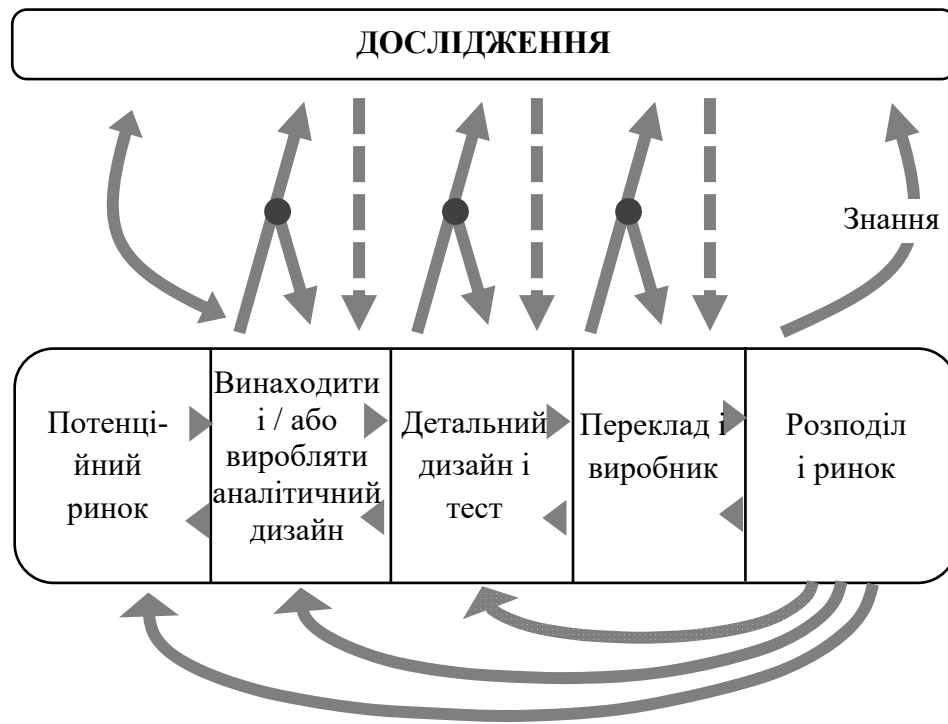 ДОСЛІДЖЕННЯ
Знання
Потенці-
йний
ринок
Винаходити
і / або
виробляти
аналітичний
дизайн
Детальний
дизайн і
тест
Переклад і
виробник
Розподіл
і ринок